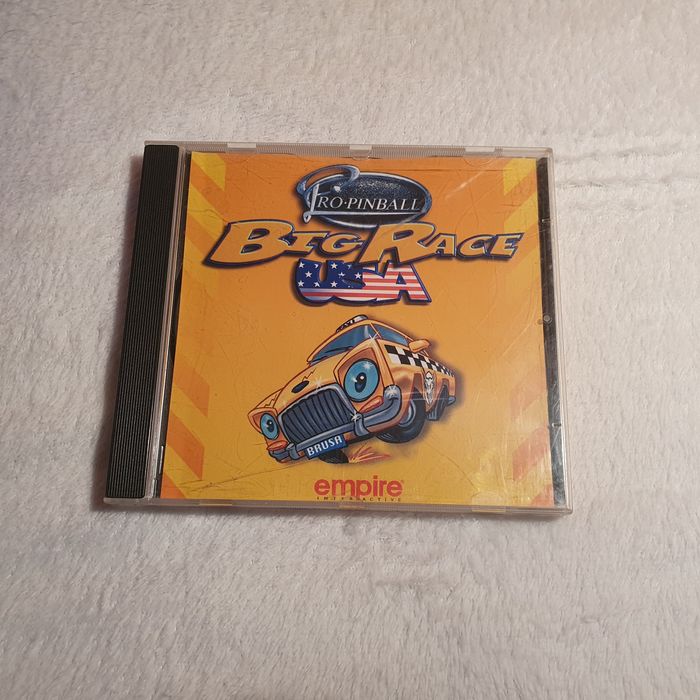 PRO·PINBALL
BIG RACE
USA
TAXI
BRUSA
empire
INTERACTIVE